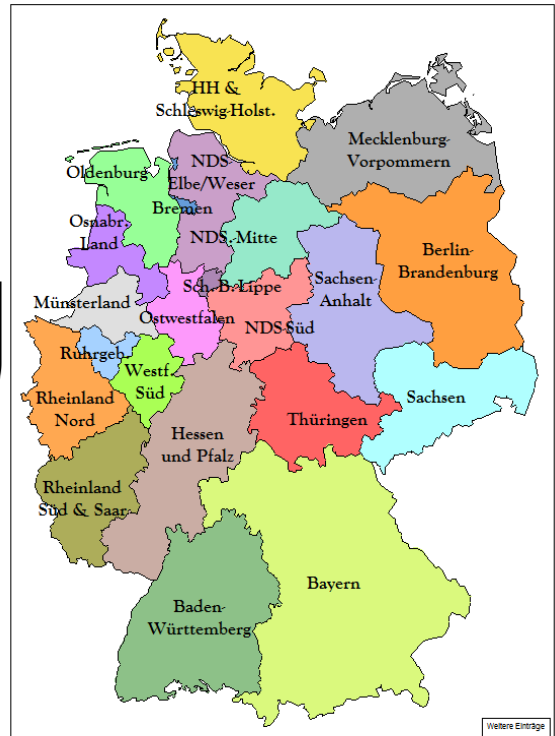 HH &
Schleswig-Holst.
Mecklenburg-
Vorpommern
Oldenburg
NDS-
Elbe/Weser
Bremen
Osnabr.
Land
NDS.-Mitte
Berlin-
Brandenburg
Sachsen-
Anhalt
Sch. B. Lippe
Münsterland
Ostwestfalen
NDS-Süd
Ruhrgeb.
Westf.
Süd
Rheinland
Nord
Sachsen
Thüringen
Hessen
und Pfalz
Rheinland
Süd & Saar
Bayern
Baden-
Württemberg
Weitere Einträge